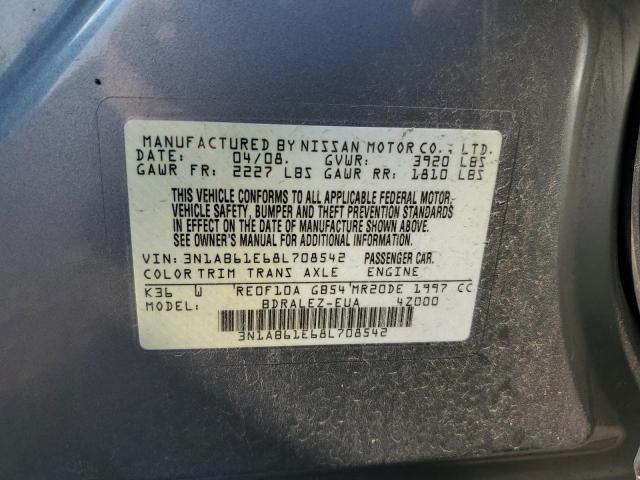 MANUFACTURED BY NISSAN MOTOR CO., LTD.
DATE: 04/08. GVWR: 3920 LBS
GAWR FR: 2227 LBS GAWR RR: 1810 LBS
THIS VEHICLE CONFORMS TO ALL APPLICABLE FEDERAL MOTOR
VEHICLE SAFETY, BUMPER AND THEFT PREVENTION STANDARDS
IN EFFECT ON THE DATE OF MANUFACTURE SHOWN ABOVE.
SEE OWNER'S MANUAL FOR ADDITIONAL INFORMATION.
VIN: 3N1AB61E68L708542 PASSENGER CAR.
COLOR TRIM TRANS AXLE ENGINE
K36 W RE0F10A GB54 MR20DE 1997 CC
MODEL: BDRALEZ-EUA 4Z000
3N1AB61E68L708542